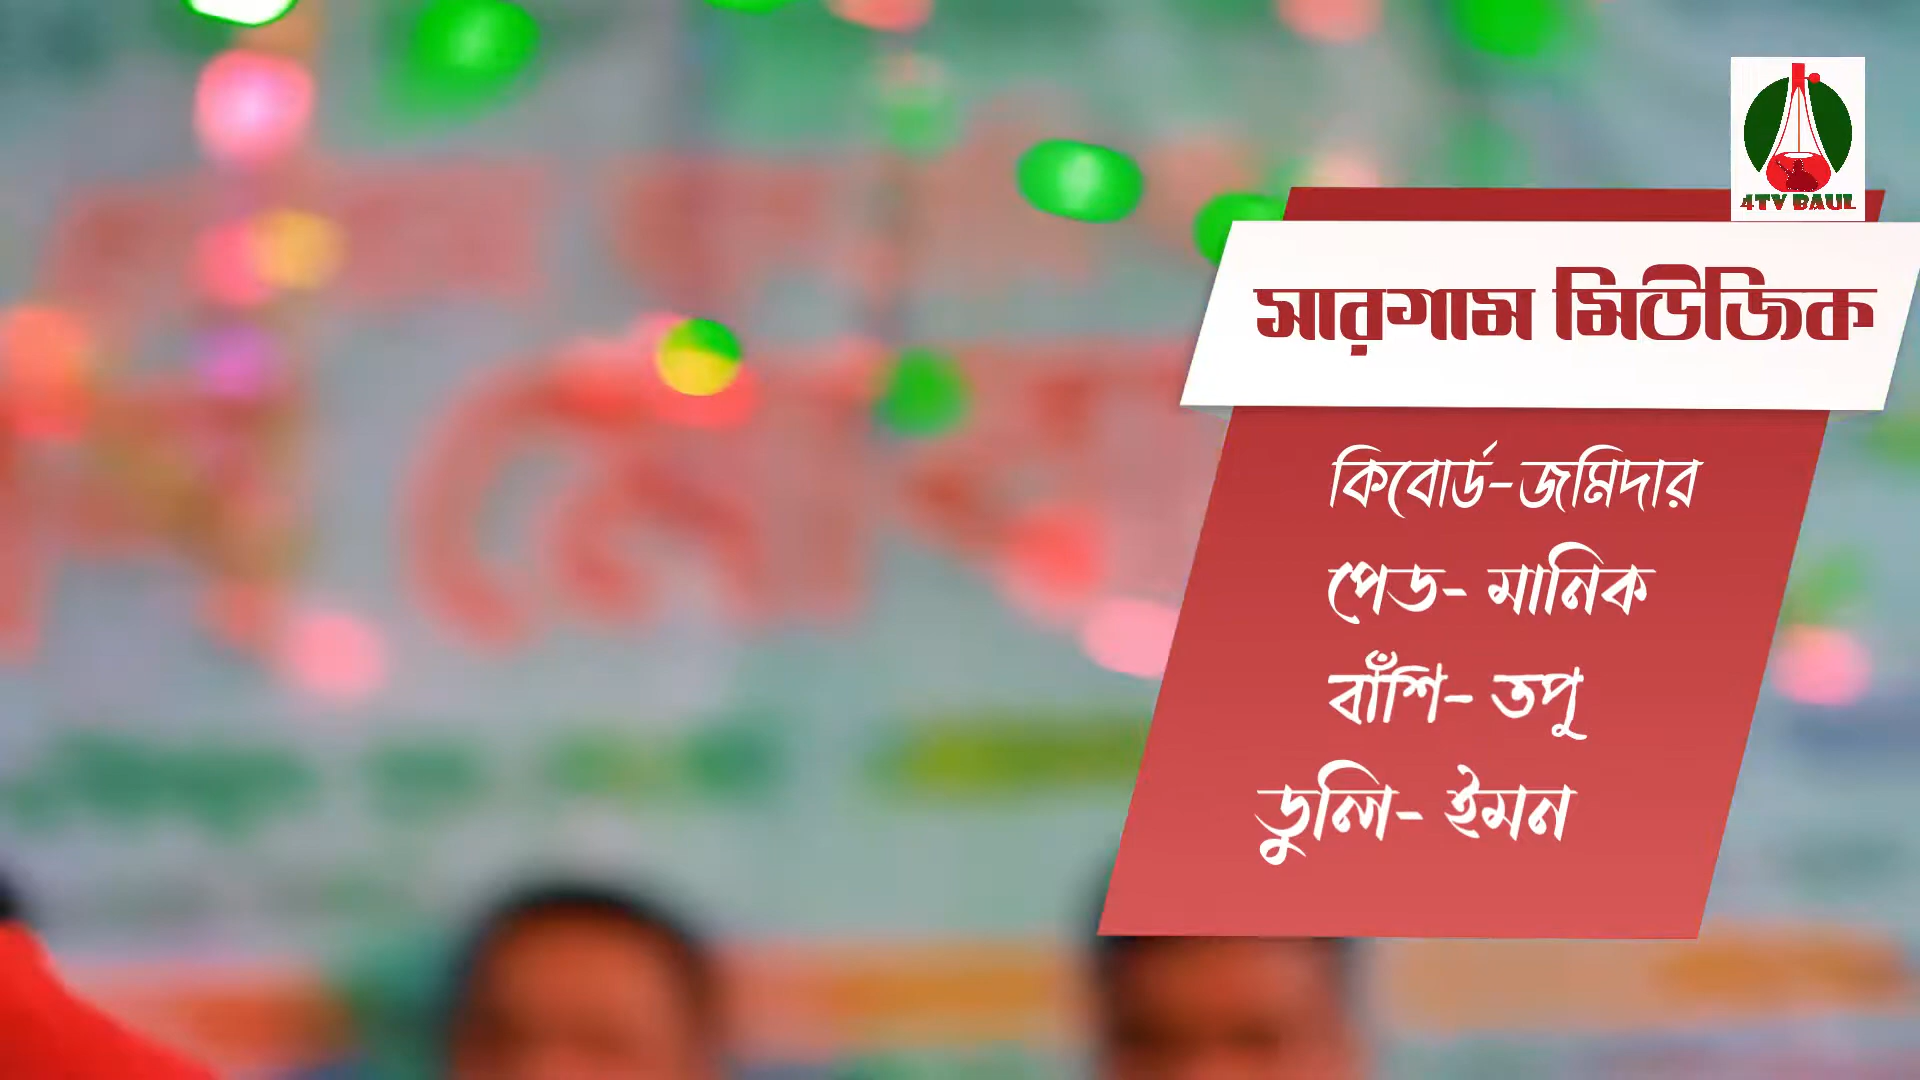 4TV BAUL
সারগাম মিউজিক
কিবোর্ড-জমিদার
পেড- মানিক
বাঁশি- তপু
ডুলি- ইমন